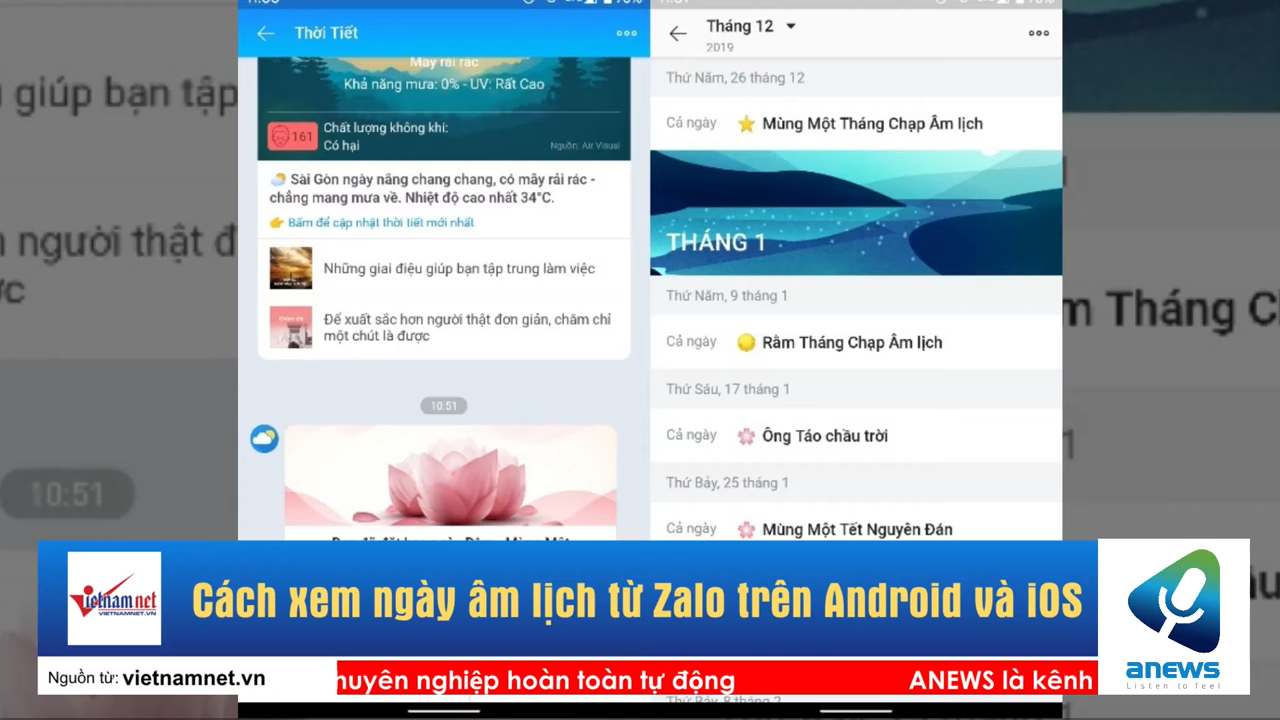 Thời Tiết
Mây rải rác
Khả năng mưa: 0% - UV: Rất Cao
161
Chất lượng không khí:
Có hại
Nguồn: Air Visual
Sài Gòn ngày nắng chang chang, có mây rải rác -
chẳng mang mưa về. Nhiệt độ cao nhất 34°C.
Bấm để cập nhật thời tiết mới nhất
Những giai điệu giúp bạn tập trung làm việc
Để xuất sắc hơn người thật đơn giản, chăm chỉ
một chút là được
10:51
Tháng 12
2019
Thứ Năm, 26 tháng 12
Cả ngày
Mùng Một Tháng Chạp Âm lịch
THÁNG 1
Thứ Năm, 9 tháng 1
Cả ngày
Rằm Tháng Chạp Âm lịch
Thứ Sáu, 17 tháng 1
Cả ngày
Ông Táo chầu trời
Thứ Bảy, 25 tháng 1
Cả ngày
Mùng Một Tết Nguyên Đán
giúp bạn tập
người thật đ
10:51
m Tháng C
Vietnamnet
VIETNAMNET.VN
Cách xem ngày âm lịch từ Zalo trên Android và iOS
anews
Listen to feel
Nguồn từ: vietnamnet.vn
huyên nghiệp hoàn toàn tự động
ANEWS là kênh